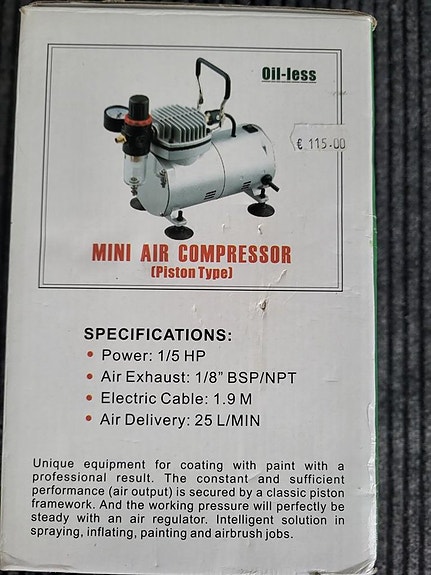 Oil-less
€ 115.00
MINI AIR COMPRESSOR
(Piston Type)
SPECIFICATIONS:
• Power: 1/5 HP
• Air Exhaust: 1/8" BSP/NPT
• Electric Cable: 1.9 M
• Air Delivery: 25 L/MIN
Unique equipment for coating with paint with a
professional result. The constant and sufficient
performance (air output) is secured by a classic piston
framework. And the working pressure will perfectly be
steady with an air regulator. Intelligent solution in
spraying, inflating, painting and airbrush jobs.